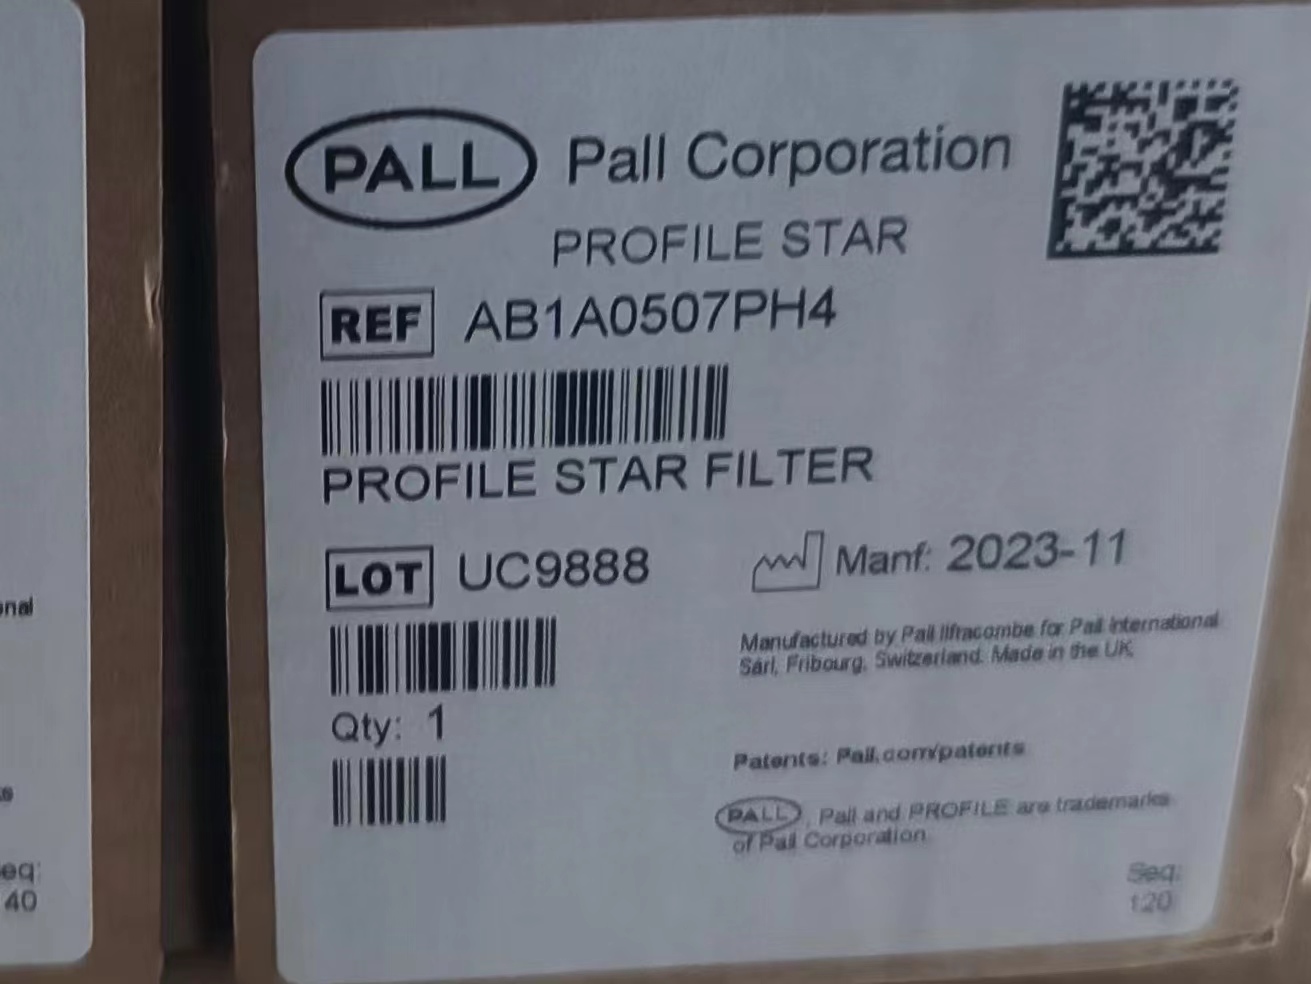 PALL Pall Corporation
PROFILE STAR
REF AB1A0507PH4
PROFILE STAR FILTER
LOT UC9888
Manf: 2023-11
Manufactured by Pall Ilfracombe for Pall International
Sàrl, Fribourg, Switzerland. Made in the UK.
Qty: 1
Patents: Pall.com/patents
PALL, Pall and PROFILE are trademarks
of Pall Corporation
Seq:
120
onal
eq:
40